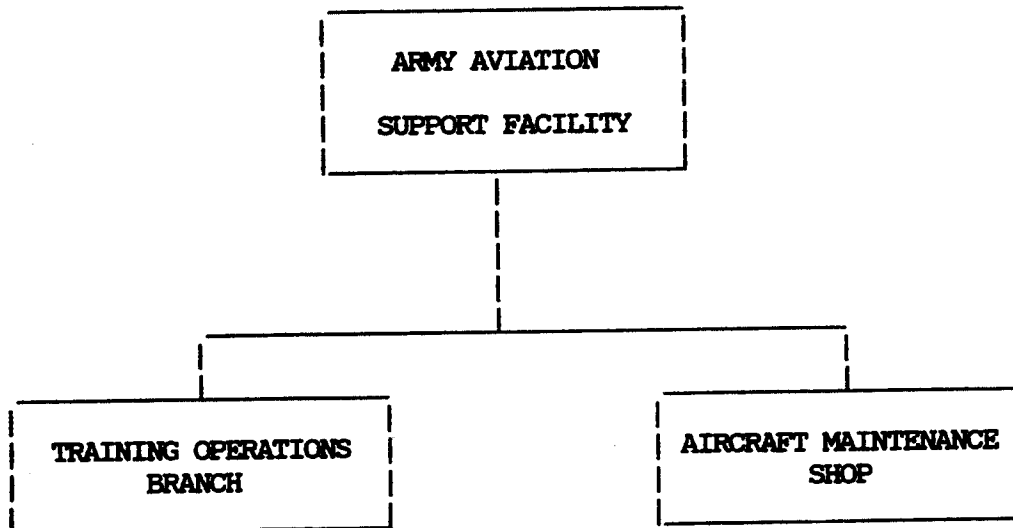 ARMY AVIATION
SUPPORT FACILITY
TRAINING OPERATIONS
BRANCH
AIRCRAFT MAINTENANCE
SHOP